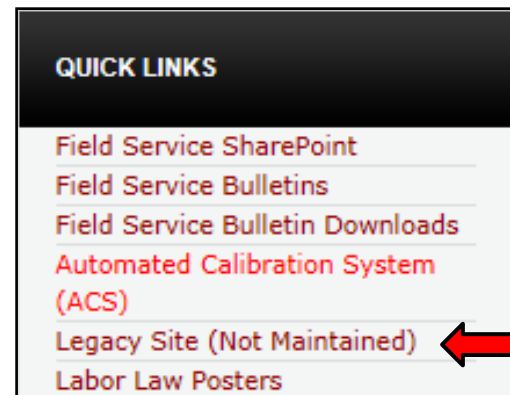 QUICK LINKS
Field Service SharePoint
Field Service Bulletins
Field Service Bulletin Downloads
Automated Calibration System
(ACS)
Legacy Site (Not Maintained)
Labor Law Posters